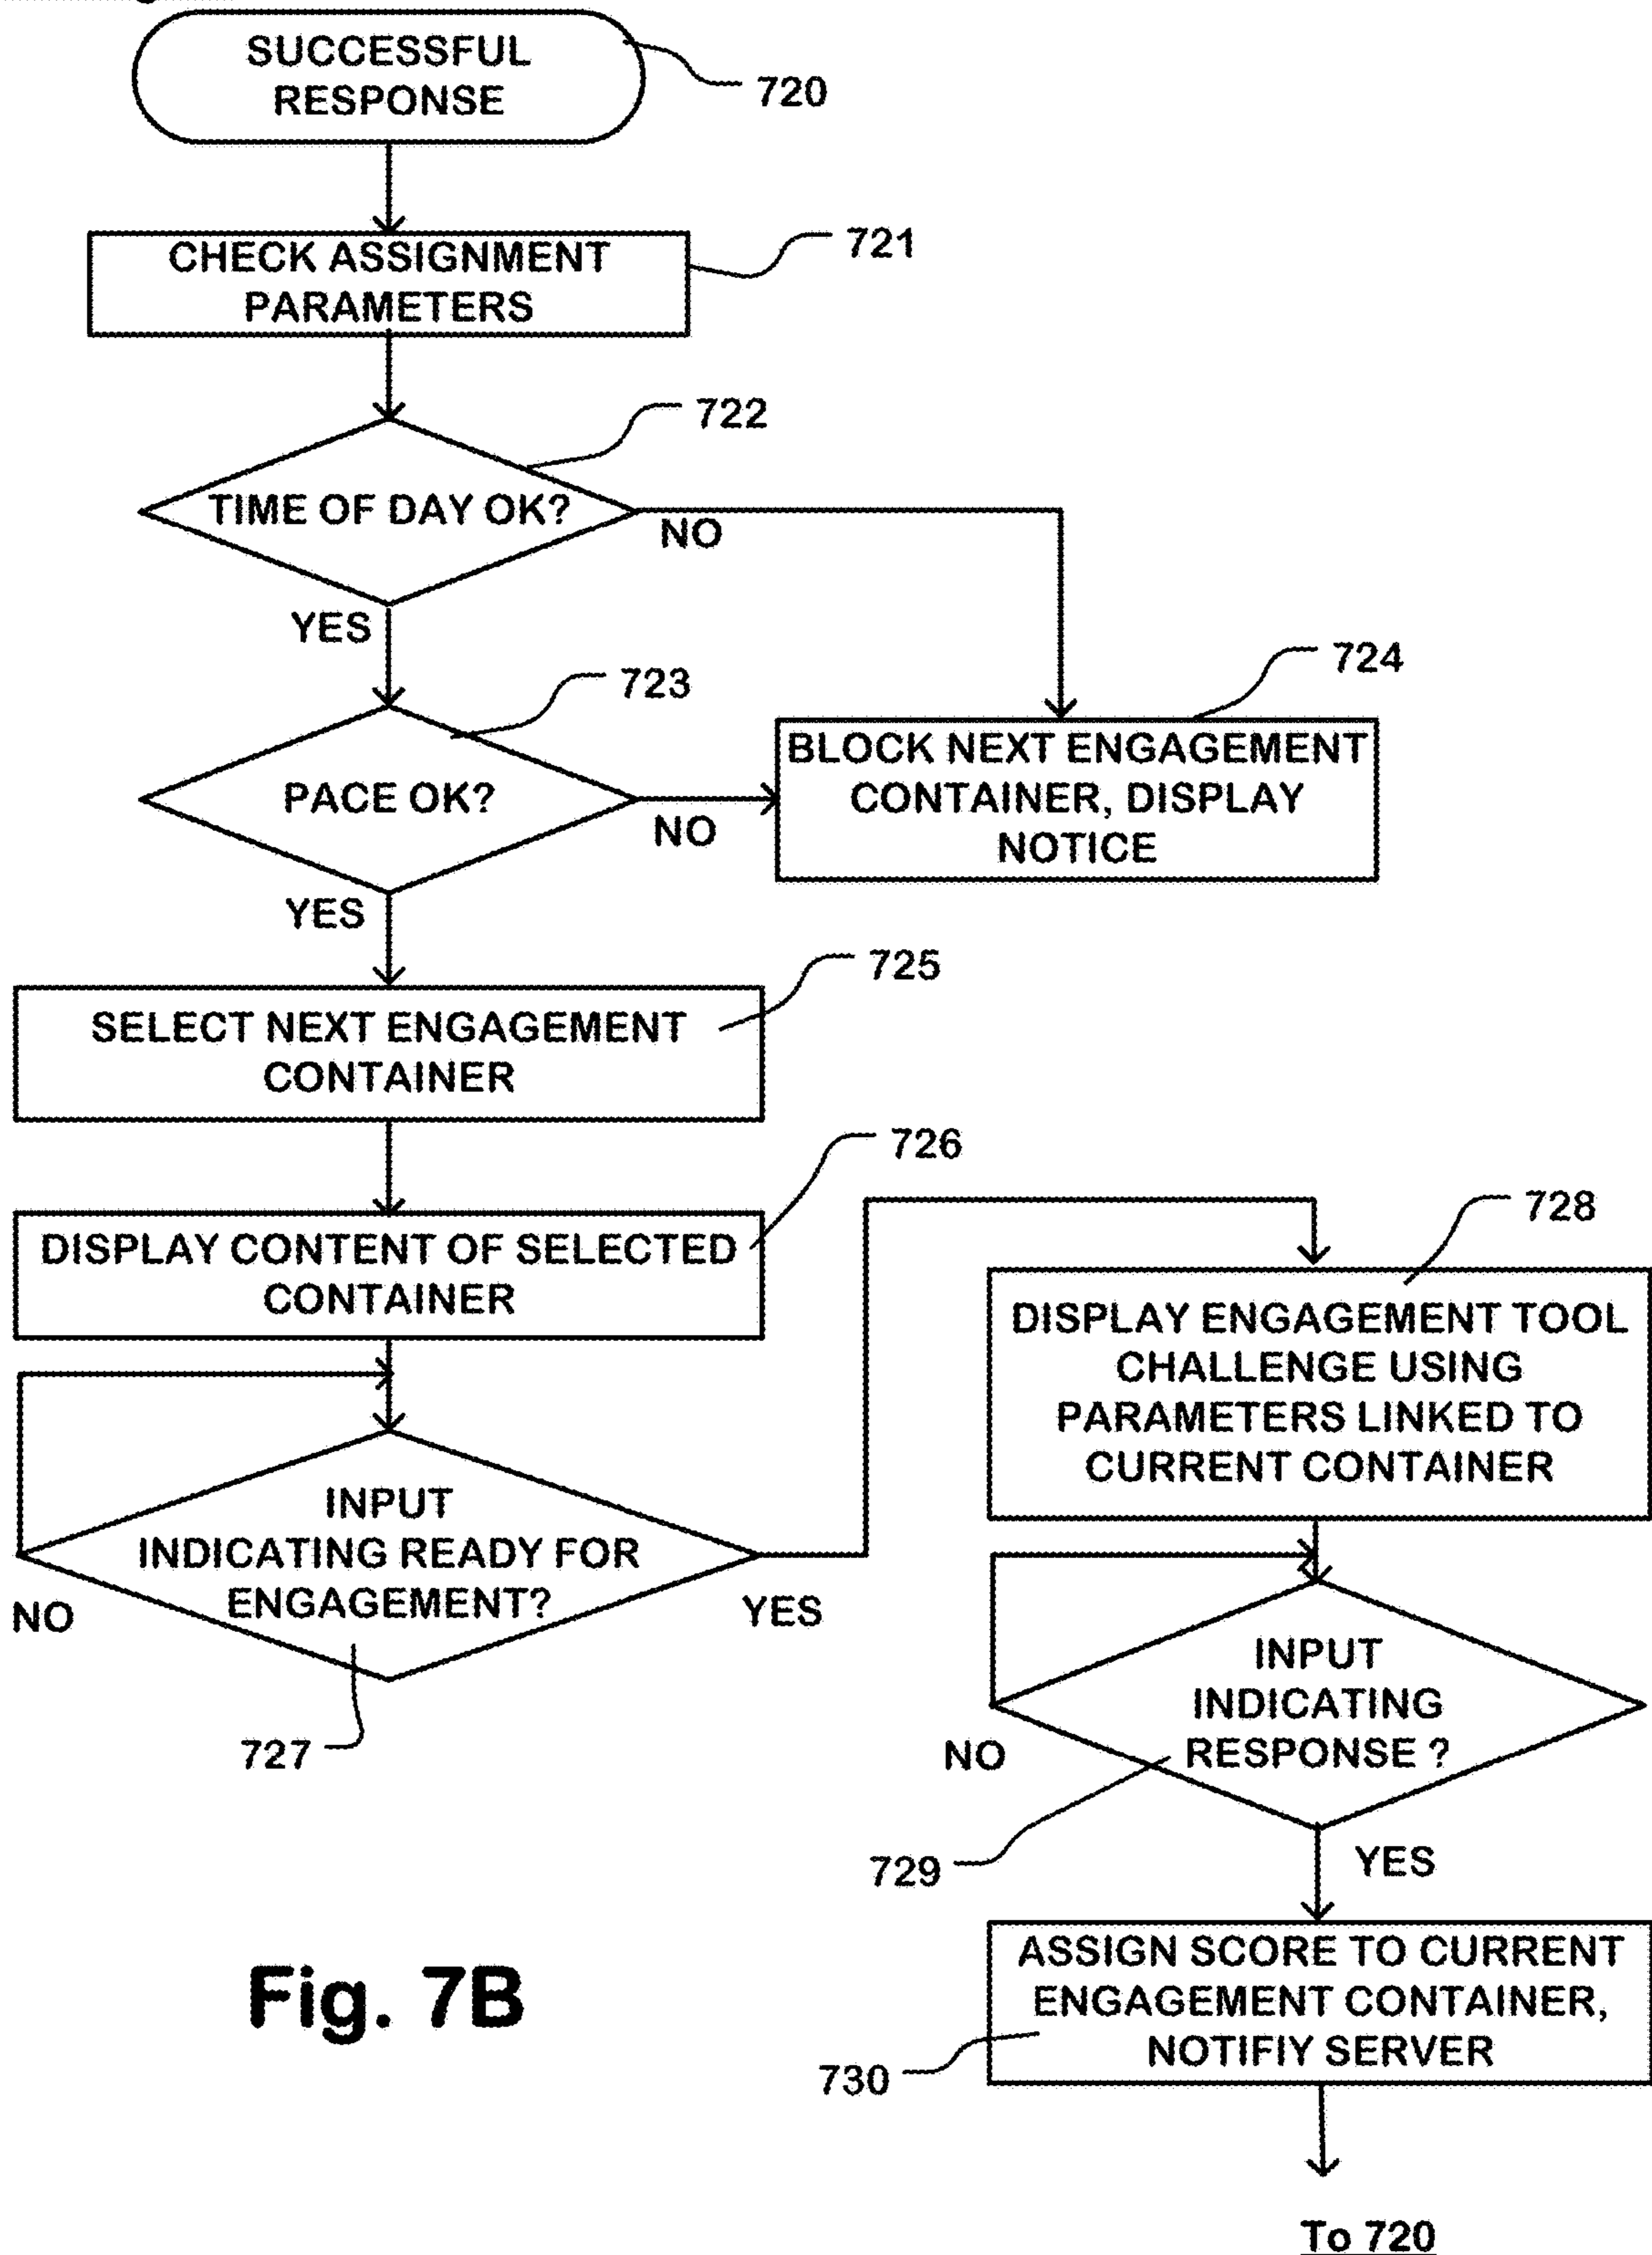 SUCCESSFUL
RESPONSE
720
CHECK ASSIGNMENT
PARAMETERS
721
722
TIME OF DAY OK?
NO
YES
723
PACE OK?
NO
YES
724
BLOCK NEXT ENGAGEMENT
CONTAINER, DISPLAY
NOTICE
725
SELECT NEXT ENGAGEMENT
CONTAINER
726
DISPLAY CONTENT OF SELECTED
CONTAINER
INPUT
INDICATING READY FOR
ENGAGEMENT?
NO
YES
727
728
DISPLAY ENGAGEMENT TOOL
CHALLENGE USING
PARAMETERS LINKED TO
CURRENT CONTAINER
INPUT
INDICATING
RESPONSE ?
NO
729
YES
ASSIGN SCORE TO CURRENT
ENGAGEMENT CONTAINER,
NOTIFIY SERVER
730
To 720
Fig. 7B